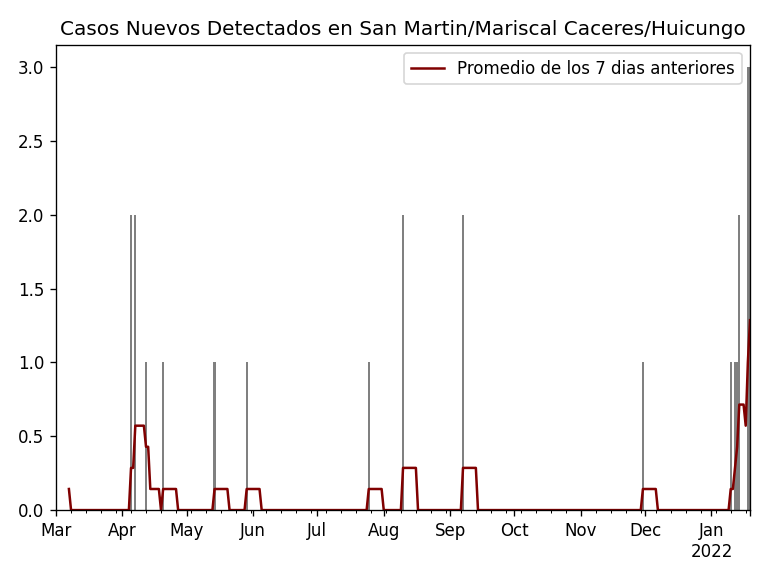 Casos Nuevos Detectados en San Martin/Mariscal Caceres/Huicungo
Promedio de los 7 dias anteriores
3.0
2.5
2.0
1.5
1.0
0.5
0.0
Mar Apr May Jun Jul Aug Sep Oct Nov Dec Jan
2022